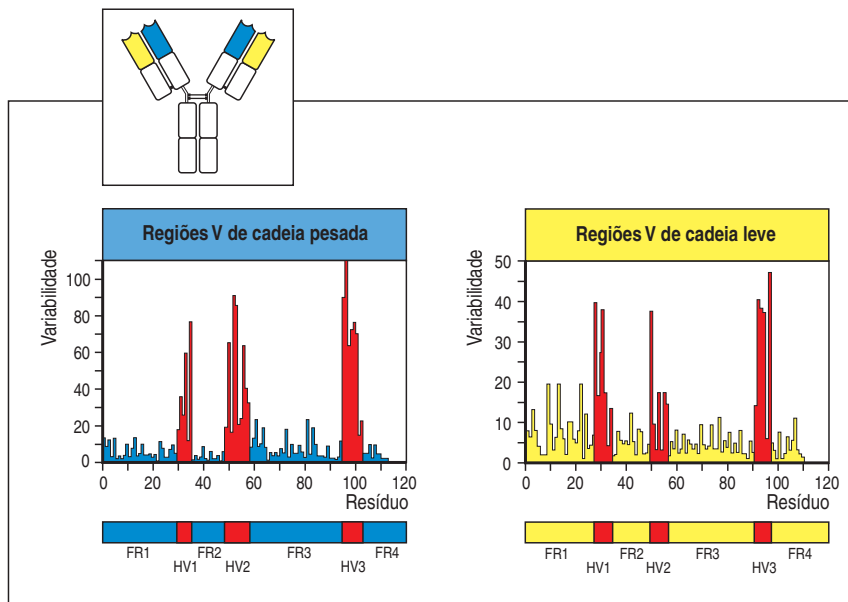 Regiões V de cadeia pesada
Variabilidade
100
80
60
40
20
0
0 20 40 60 80 100 120
Resíduo
FR1 HV1 FR2 HV2 FR3 HV3 FR4
Regiões V de cadeia leve
Variabilidade
50
40
30
20
10
0
0 20 40 60 80 100 120
Resíduo
FR1 HV1 FR2 HV2 FR3 HV3 FR4